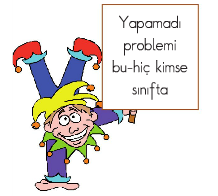 Yapamadı
problemi
bu-hiç kimse
sınıfta